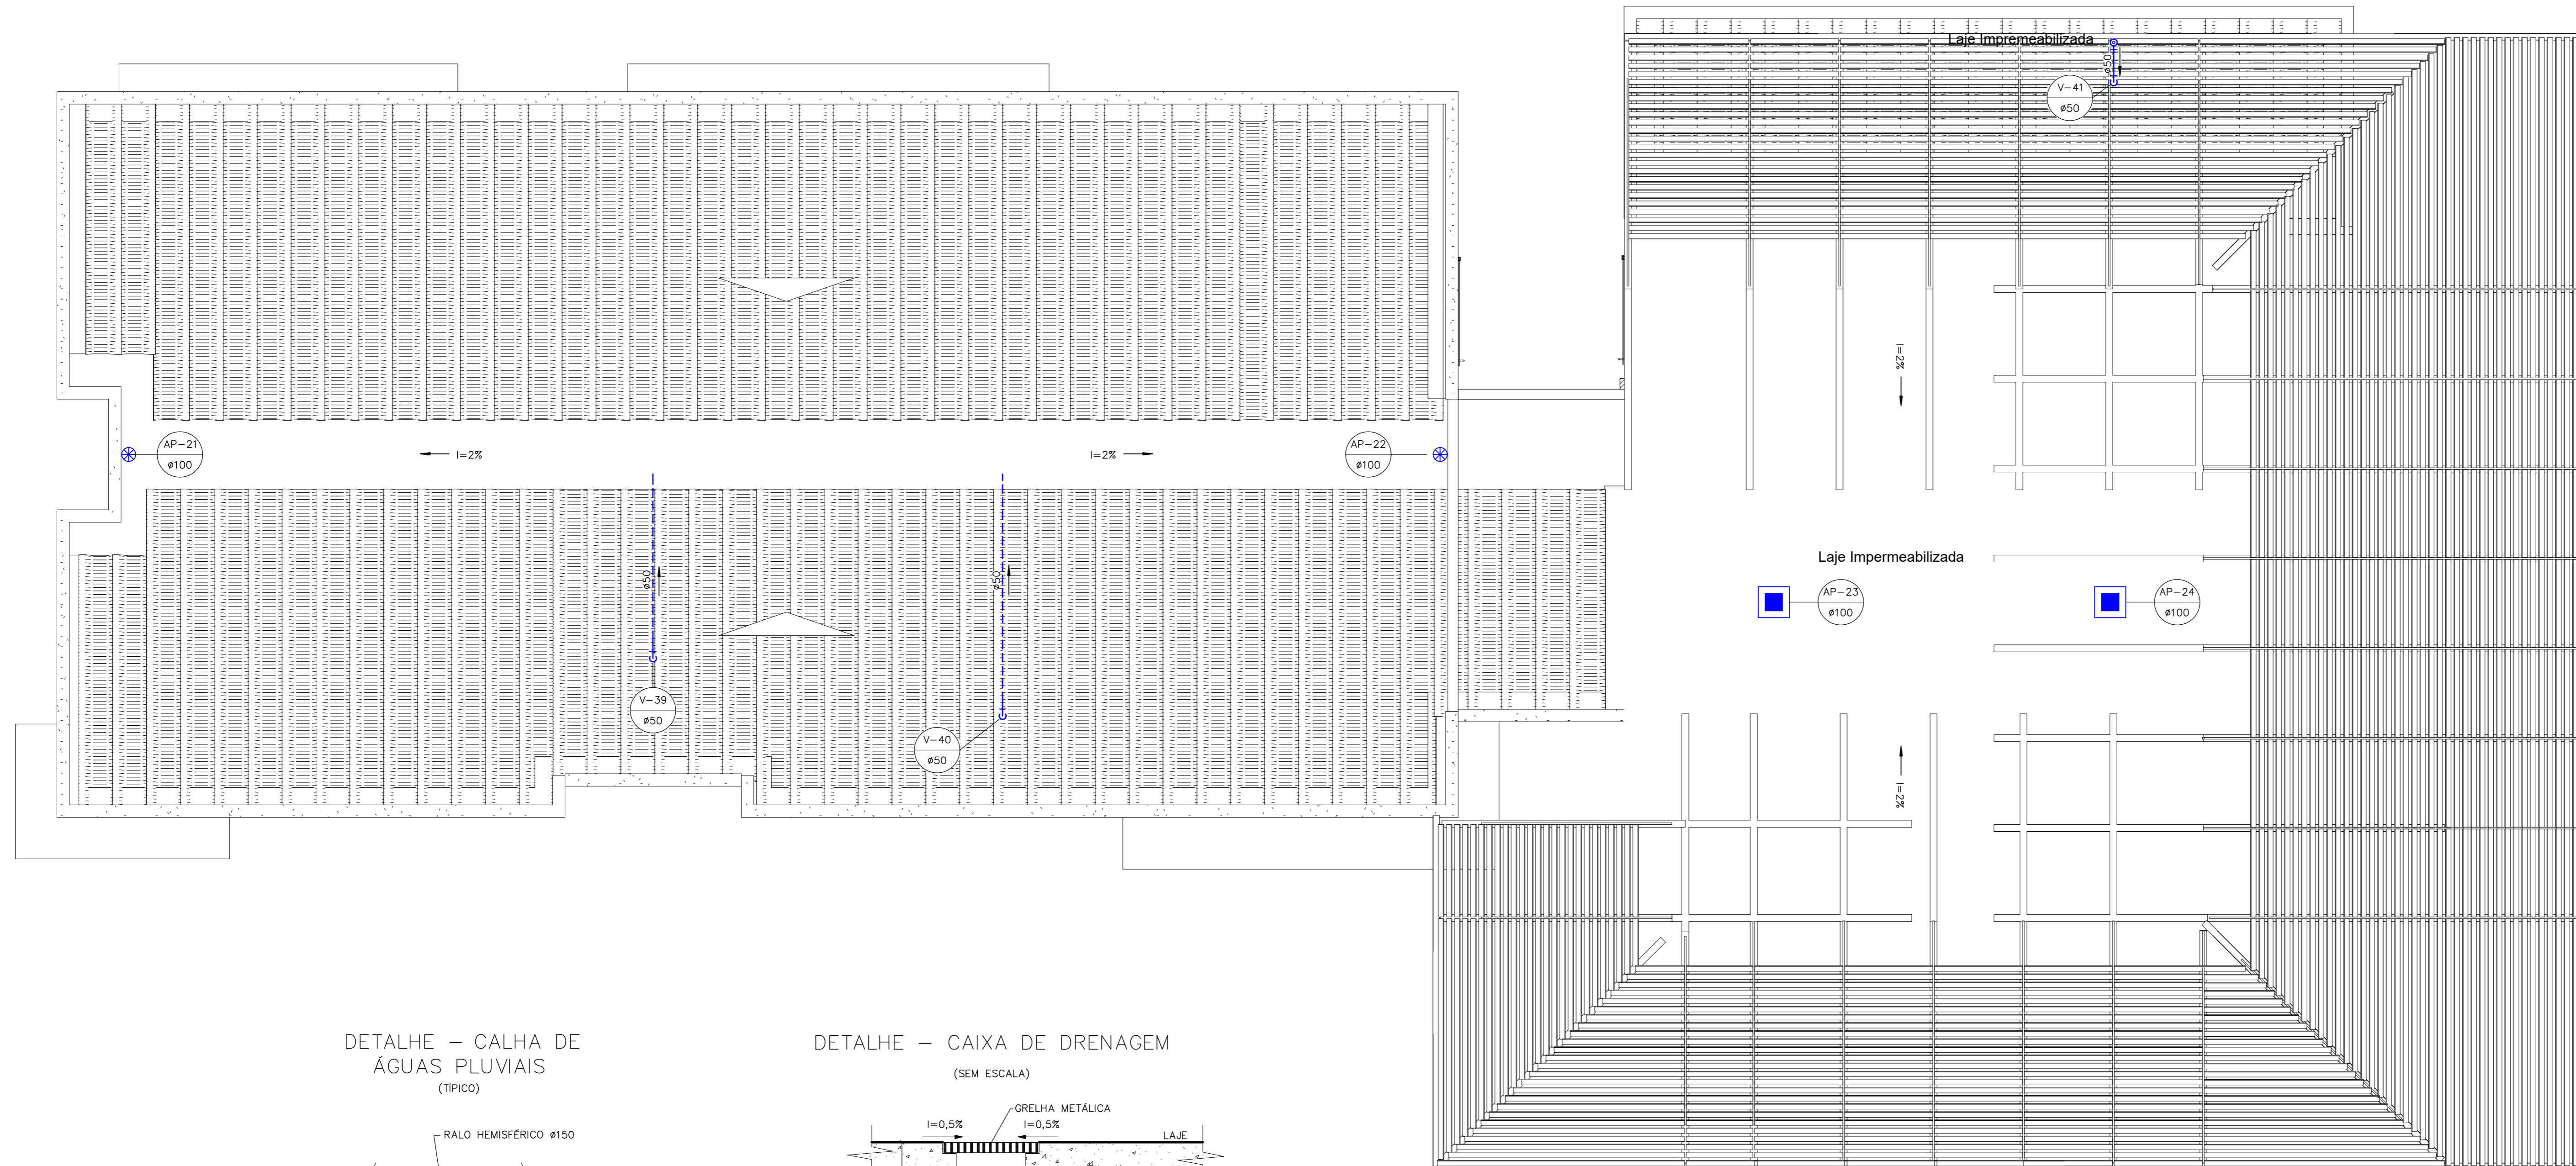 Laje Impremeabilizada
ø50
V-41
ø50
I=2%
AP-21
ø100
I=2%
I=2%
AP-22
ø100
Laje Impermeabilizada
ø50
ø50
AP-23
ø100
AP-24
ø100
V-39
ø50
V-40
ø50
I=2%
DETALHE – CALHA DE
ÁGUAS PLUVIAIS
(TÍPICO)
RALO HEMISFÉRICO ø150
DETALHE – CAIXA DE DRENAGEM
(SEM ESCALA)
GRELHA METÁLICA
I=0,5%
I=0,5%
LAJE